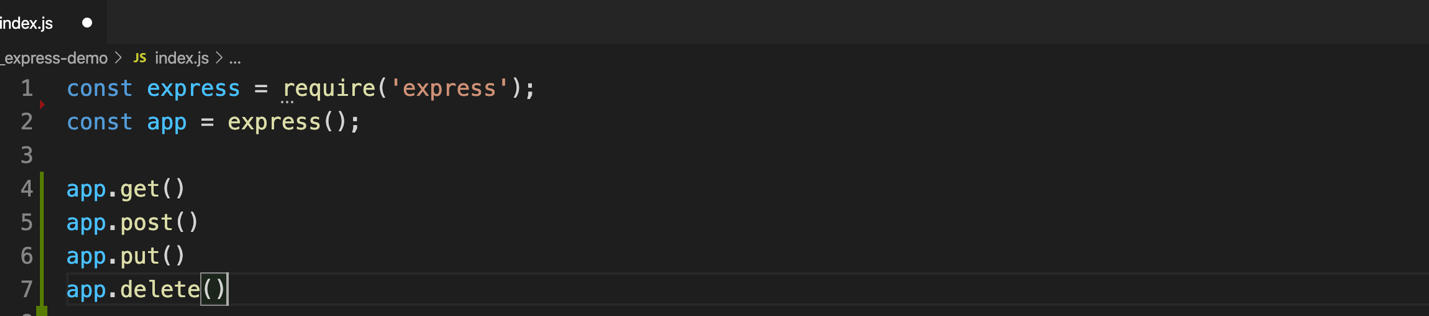 index.js
_express-demo > JS index.js > ...
1 const express = require('express');
2 const app = express();
3
4 app.get()
5 app.post()
6 app.put()
7 app.delete()